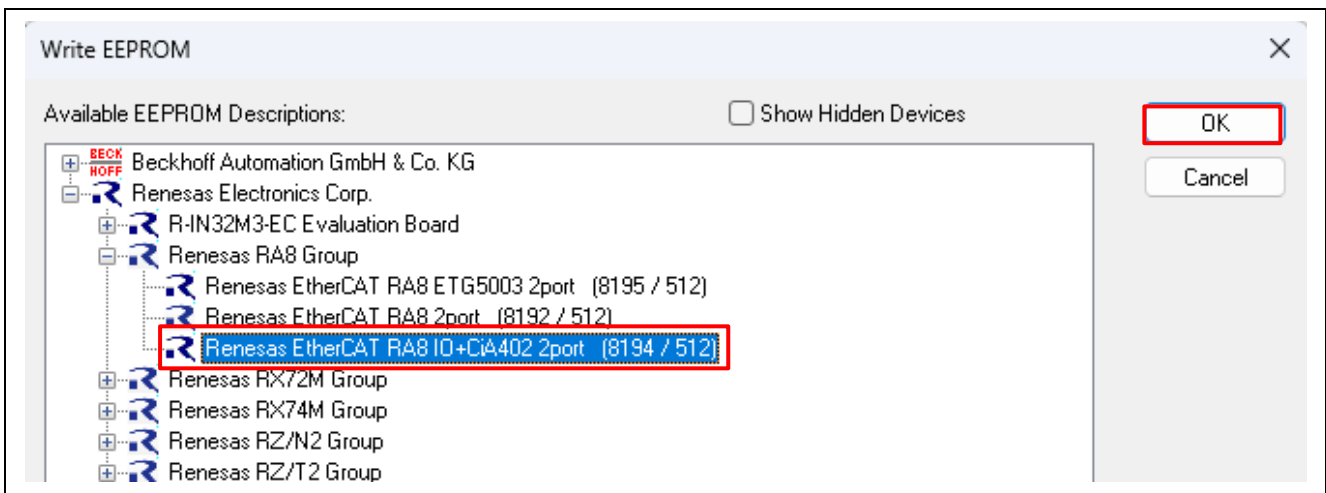 Write EEPROM
Available EEPROM Descriptions:
Show Hidden Devices
OK
Cancel
BECKHOFF Beckhoff Automation GmbH & Co. KG
Renesas Electronics Corp.
R-IN32M3-EC Evaluation Board
Renesas RA8 Group
Renesas EtherCAT RA8 ETG5003 2port (8195 / 512)
Renesas EtherCAT RA8 2port (8192 / 512)
Renesas EtherCAT RA8 IO+CiA402 2port (8194 / 512)
Renesas RX72M Group
Renesas RX74M Group
Renesas RZ/N2 Group
Renesas RZ/T2 Group